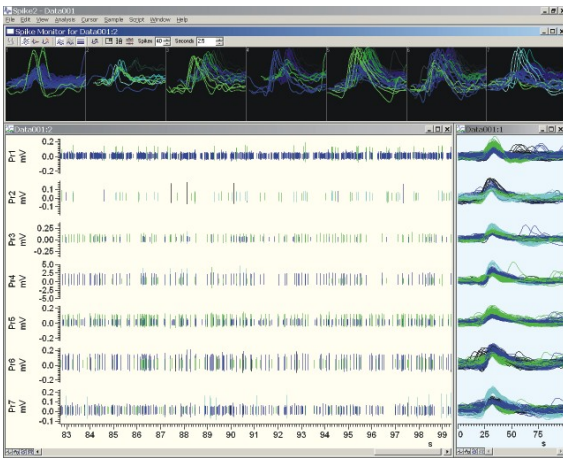 Spike2 - Data001
File Edit View Analysis Cursor Sample Script Window Help
Spike Monitor for Data001:2
Spikes 40 Seconds 2.5
Data001:2
Data001:1
Pr1 mV 0.2 0.0 -0.2
Pr2 mV 0.1 0.0 -0.1
Pr3 mV 0.25 0.00 -0.25
Pr4 mV 5.0 2.5 0.0 -2.5 -5.0
Pr5 mV 0.2 0.0 -0.2
Pr6 mV 0.2 0.0 -0.2
Pr7 mV 0.2 0.1 0.0 -0.1
83 84 85 86 87 88 89 90 91 92 93 94 95 96 97 98 99
s
0 25 50 75
s